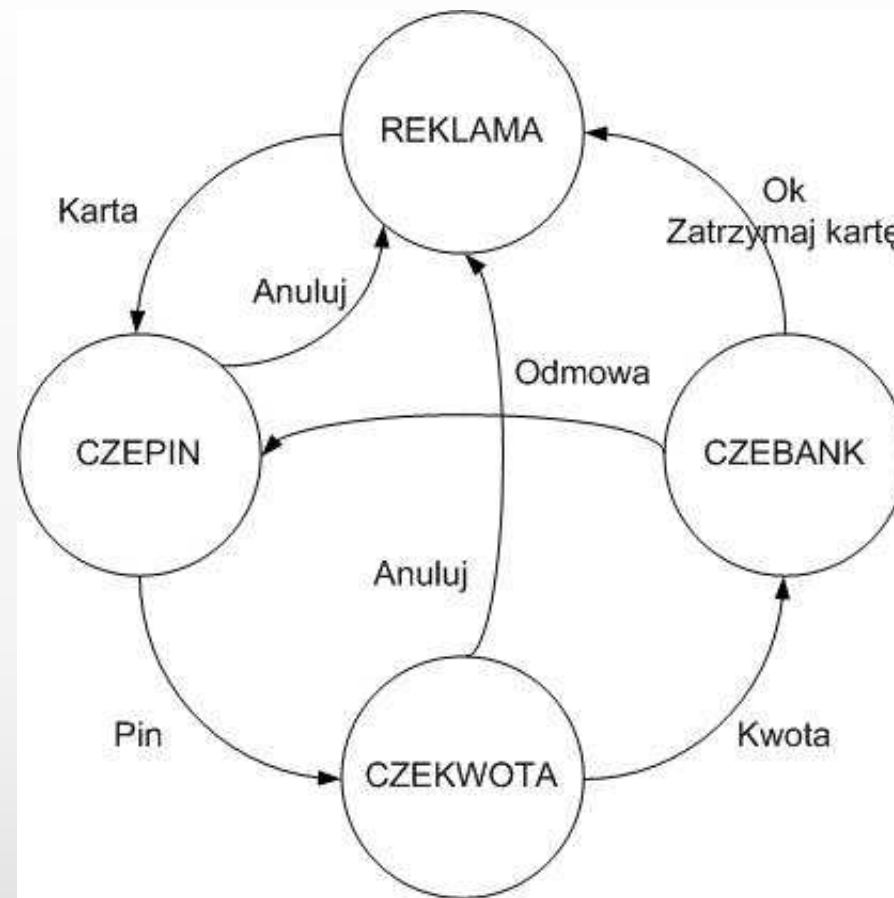 REKLAMA
Ok
Zatrzymaj kartę
Karta
Anuluj
Odmowa
CZEPIN
CZEBANK
Anuluj
Pin
Kwota
CZEKWOTA